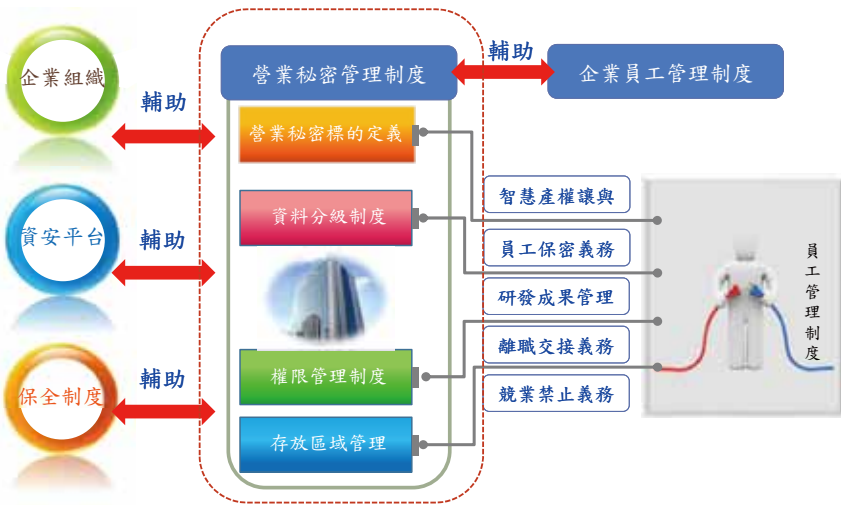 企業組織
輔助
資安平台
輔助
保全制度
輔助
營業秘密管理制度
輔助
企業員工管理制度
營業秘密標的定義
資料分級制度
權限管理制度
存放區域管理
智慧產權讓與
員工保密義務
研發成果管理
離職交接義務
競業禁止義務
員工管理制度